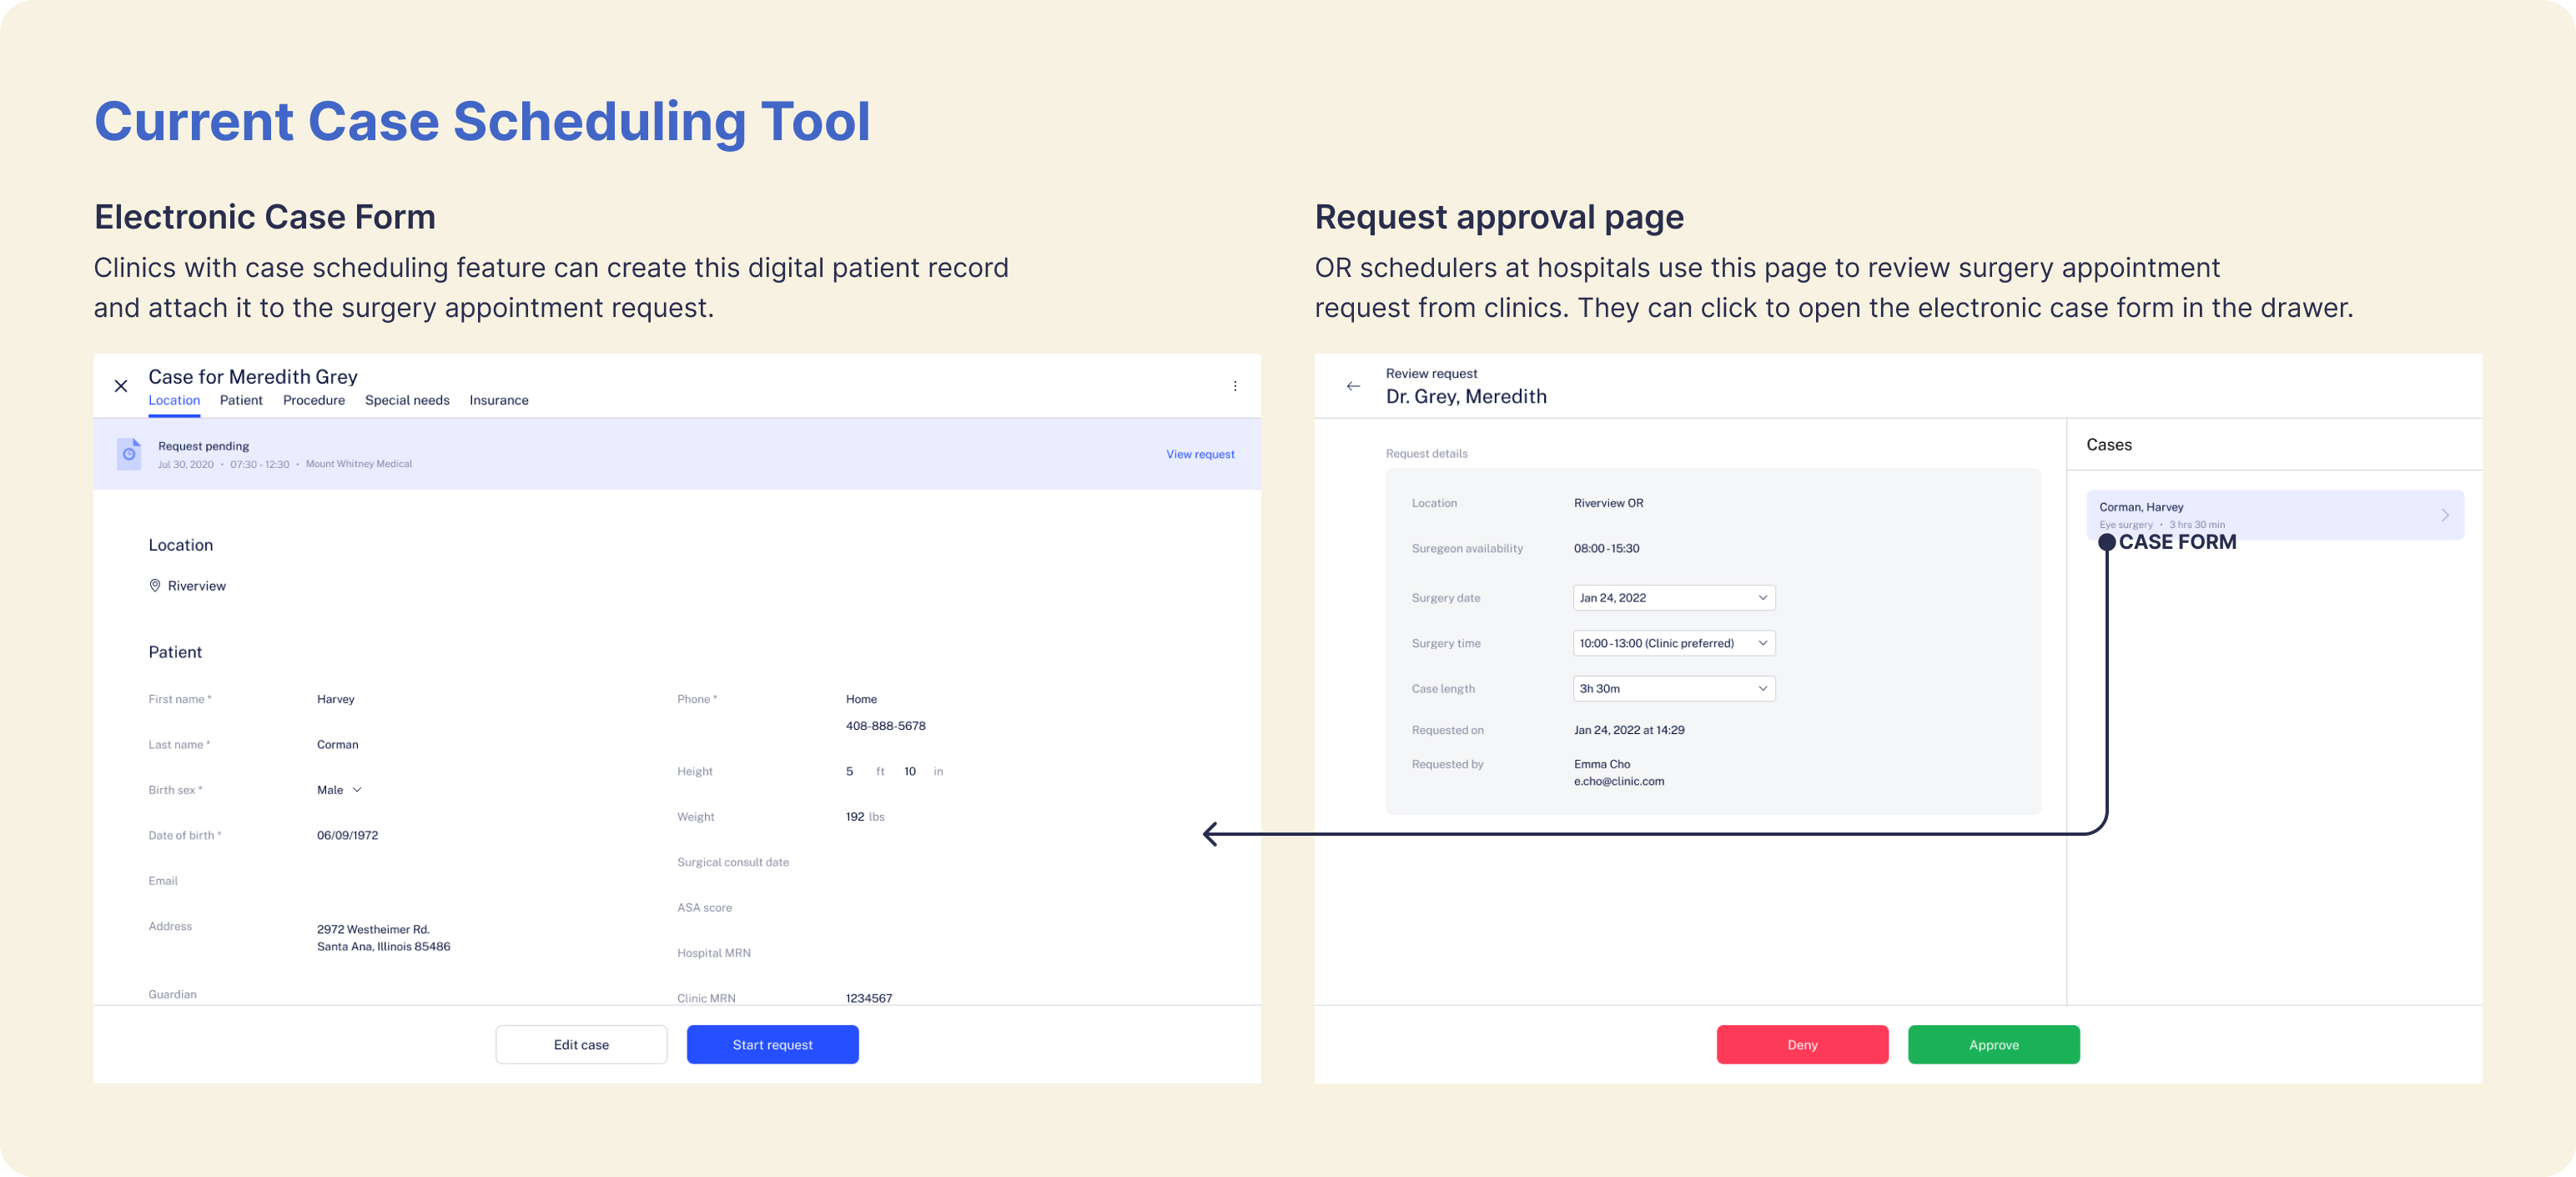 Current Case Scheduling Tool
Electronic Case Form
Clinics with case scheduling feature can create this digital patient record
and attach it to the surgery appointment request.
Case for Meredith Grey
Location Patient Procedure Special needs Insurance
Request pending
Jul 30, 2020 • 07:30 - 12:30 • Mount Whitney Medical
View request
Location
Riverview
Patient
First name * Harvey
Last name * Corman
Birth sex * Male
Date of birth * 06/09/1972
Email
Address 2972 Westheimer Rd.
Santa Ana, Illinois 85486
Guardian
Phone * Home
408-888-5678
Height 5 ft 10 in
Weight 192 lbs
Surgical consult date
ASA score
Hospital MRN
Clinic MRN 1234567
Edit case Start request
Request approval page
OR schedulers at hospitals use this page to review surgery appointment
request from clinics. They can click to open the electronic case form in the drawer.
Review request
Dr. Grey, Meredith
Request details
Location Riverview OR
Suregeon availability 08:00 - 15:30
Surgery date Jan 24, 2022
Surgery time 10:00 - 13:00 (Clinic preferred)
Case length 3h 30m
Requested on Jan 24, 2022 at 14:29
Requested by Emma Cho
e.cho@clinic.com
Cases
Corman, Harvey
Eye surgery • 3 hrs 30 min
CASE FORM
Deny Approve